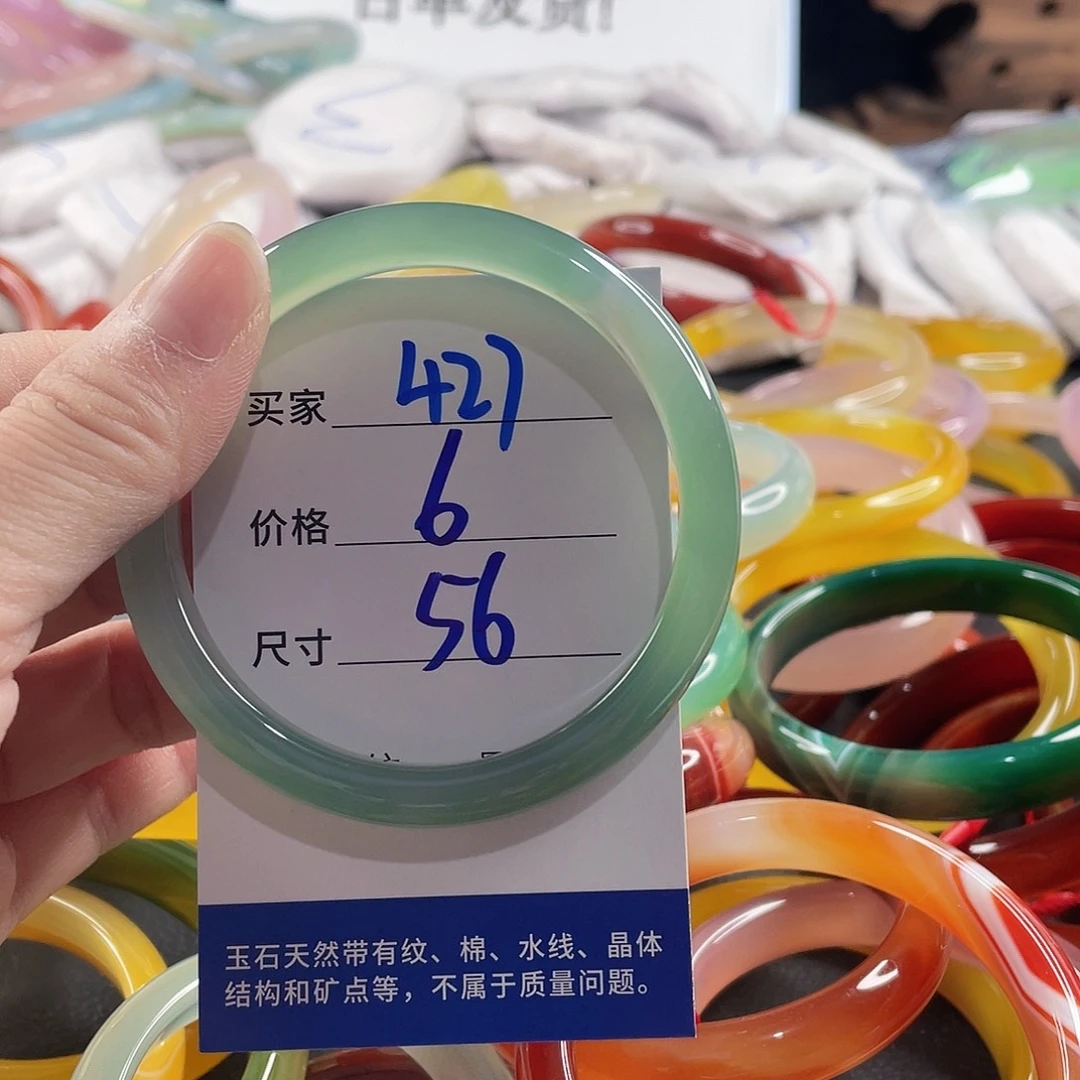 买家 427
价格 6
尺寸 56
玉石天然带有纹、棉、水线、晶体
结构和矿点等，不属于质量问题。